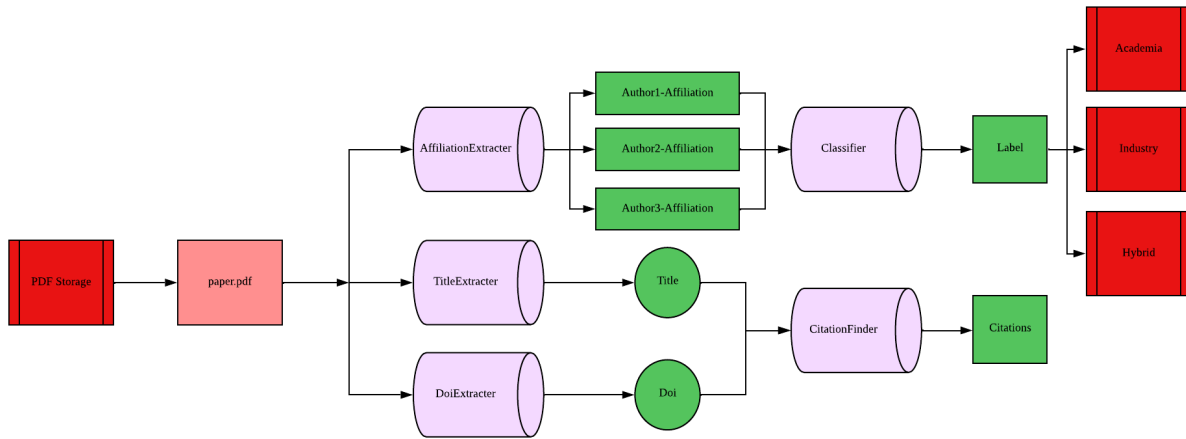 PDF Storage
paper.pdf
AffiliationExtracter
TitleExtracter
DoiExtracter
Author1-Affiliation
Author2-Affiliation
Author3-Affiliation
Title
Doi
Classifier
CitationFinder
Label
Citations
Academia
Industry
Hybrid